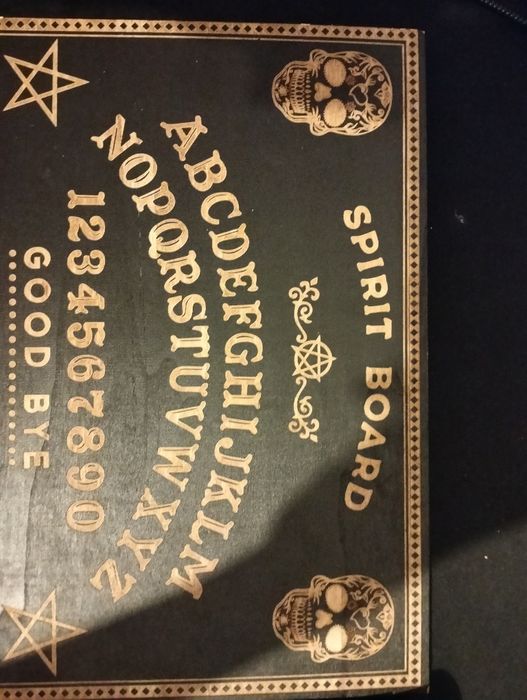 SPIRIT BOARD
ABCDEFGHIJKLM
NOPQRSTUVWXYZ
1234567890
GOOD BYE